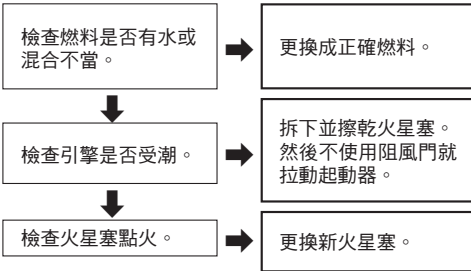 檢查燃料是否有水或
混合不當。
更換成正確燃料。
檢查引擎是否受潮。
拆下並擦乾火星塞。
然後不使用阻風門就
拉動起動器。
檢查火星塞點火。
更換新火星塞。